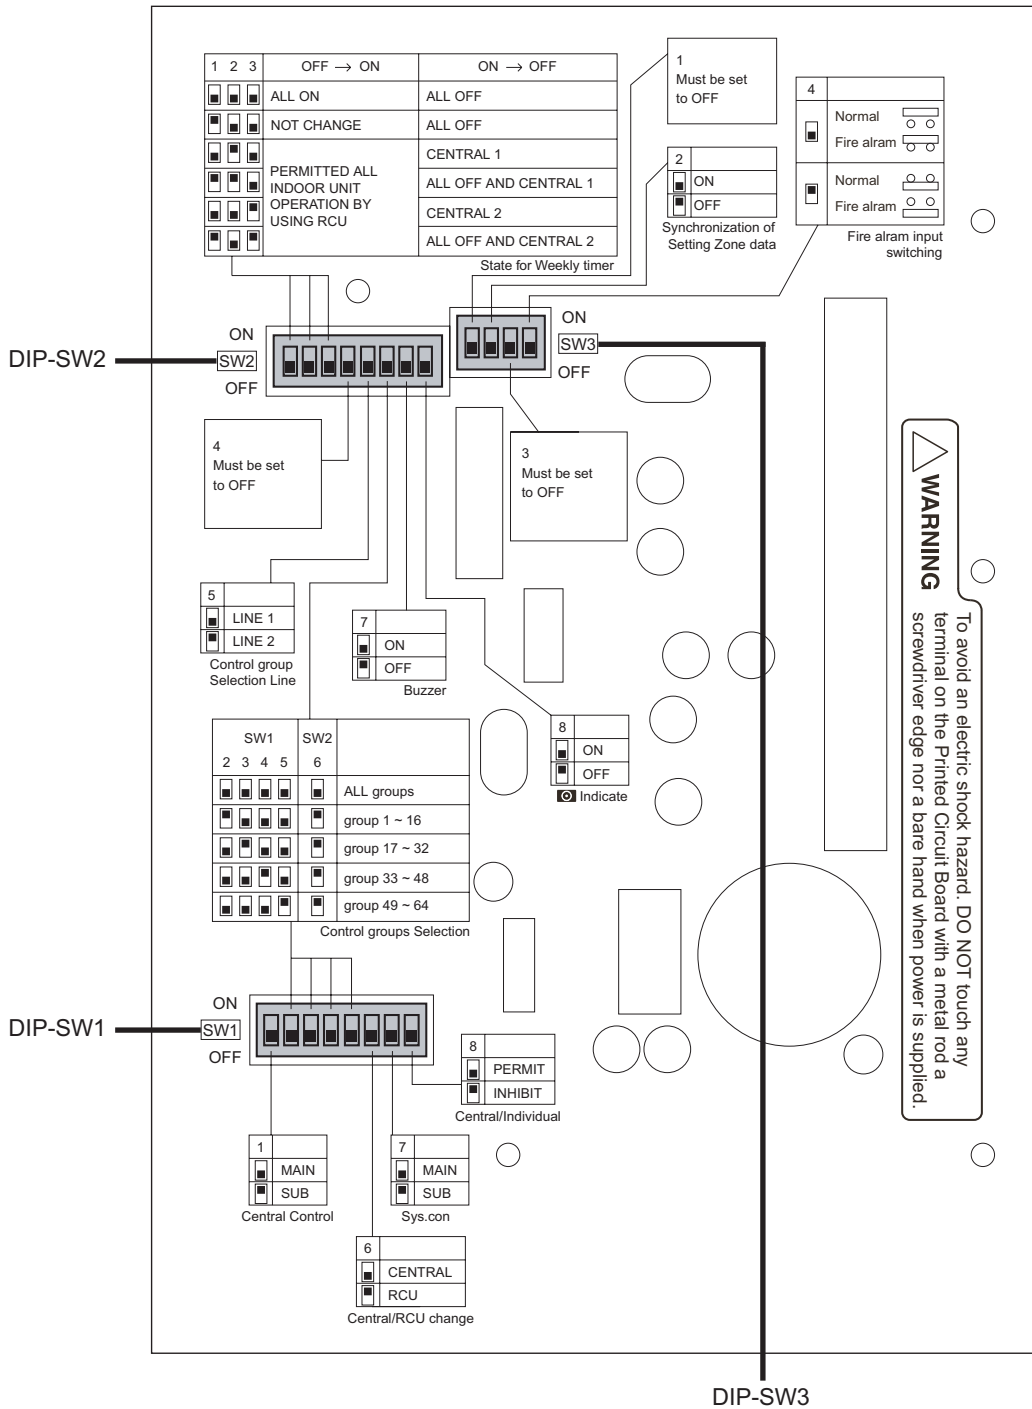 1 2 3 OFF → ON ON → OFF
ALL ON ALL OFF
NOT CHANGE ALL OFF
PERMITTED ALL
INDOOR UNIT
OPERATION BY
USING RCU
CENTRAL 1
ALL OFF AND CENTRAL 1
CENTRAL 2
ALL OFF AND CENTRAL 2
State for Weekly timer
1
Must be set
to OFF
2
ON
OFF
Synchronization of
Setting Zone data
4
Normal
Fire alram
Normal
Fire alram
Fire alram input
switching
DIP-SW2
ON
SW2
OFF
ON
SW3
OFF
4
Must be set
to OFF
3
Must be set
to OFF
5
LINE 1
LINE 2
Control group
Selection Line
7
ON
OFF
Buzzer
8
ON
OFF
Indicate
SW1 SW2
2 3 4 5 6
ALL groups
group 1 ~ 16
group 17 ~ 32
group 33 ~ 48
group 49 ~ 64
Control groups Selection
DIP-SW1
ON
SW1
OFF
8
PERMIT
INHIBIT
Central/Individual
1
MAIN
SUB
Central Control
7
MAIN
SUB
Sys.con
6
CENTRAL
RCU
Central/RCU change
WARNING
To avoid an electric shock hazard. DO NOT touch any
terminal on the Printed Circuit Board with a metal rod a
screwdriver edge nor a bare hand when power is supplied.
DIP-SW3